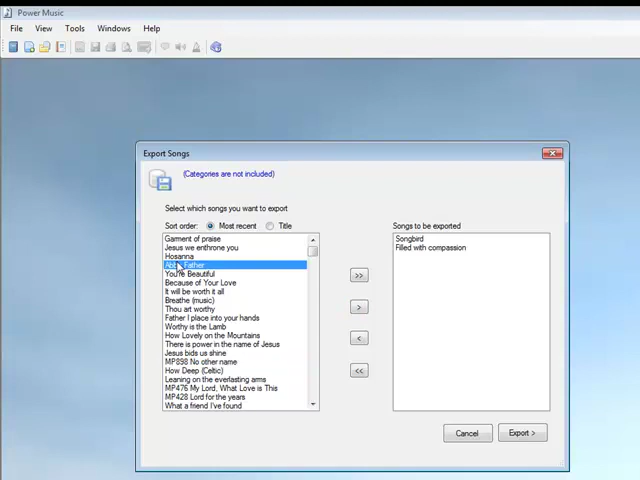 Power Music
File View Tools Windows Help
Export Songs
(Categories are not included)
Select which songs you want to export
Sort order: Most recent Title
Songs to be exported
Garment of praise
Jesus we enthrone you
Hosanna
Abba Father
You're Beautiful
Because of Your Love
It will be worth it all
Breathe (music)
Thou art worthy
Father I place into your hands
Worthy is the Lamb
How Lovely on the Mountains
There is power in the name of Jesus
Jesus bids us shine
MP898 No other name
How Deep (Celtic)
Leaning on the everlasting arms
MP476 My Lord, What Love is This
MP428 Lord for the years
What a friend I've found
>>
>
<
<<
Songbird
Filled with compassion
Cancel
Export >